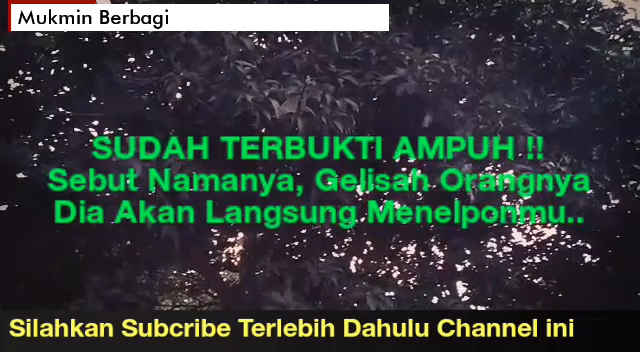 Mukmin Berbagi
SUDAH TERBUKTI AMPUH !!
Sebut Namanya, Gelisah Orangnya
Dia Akan Langsung Menelponmu..
Silahkan Subcribe Terlebih Dahulu Channel ini